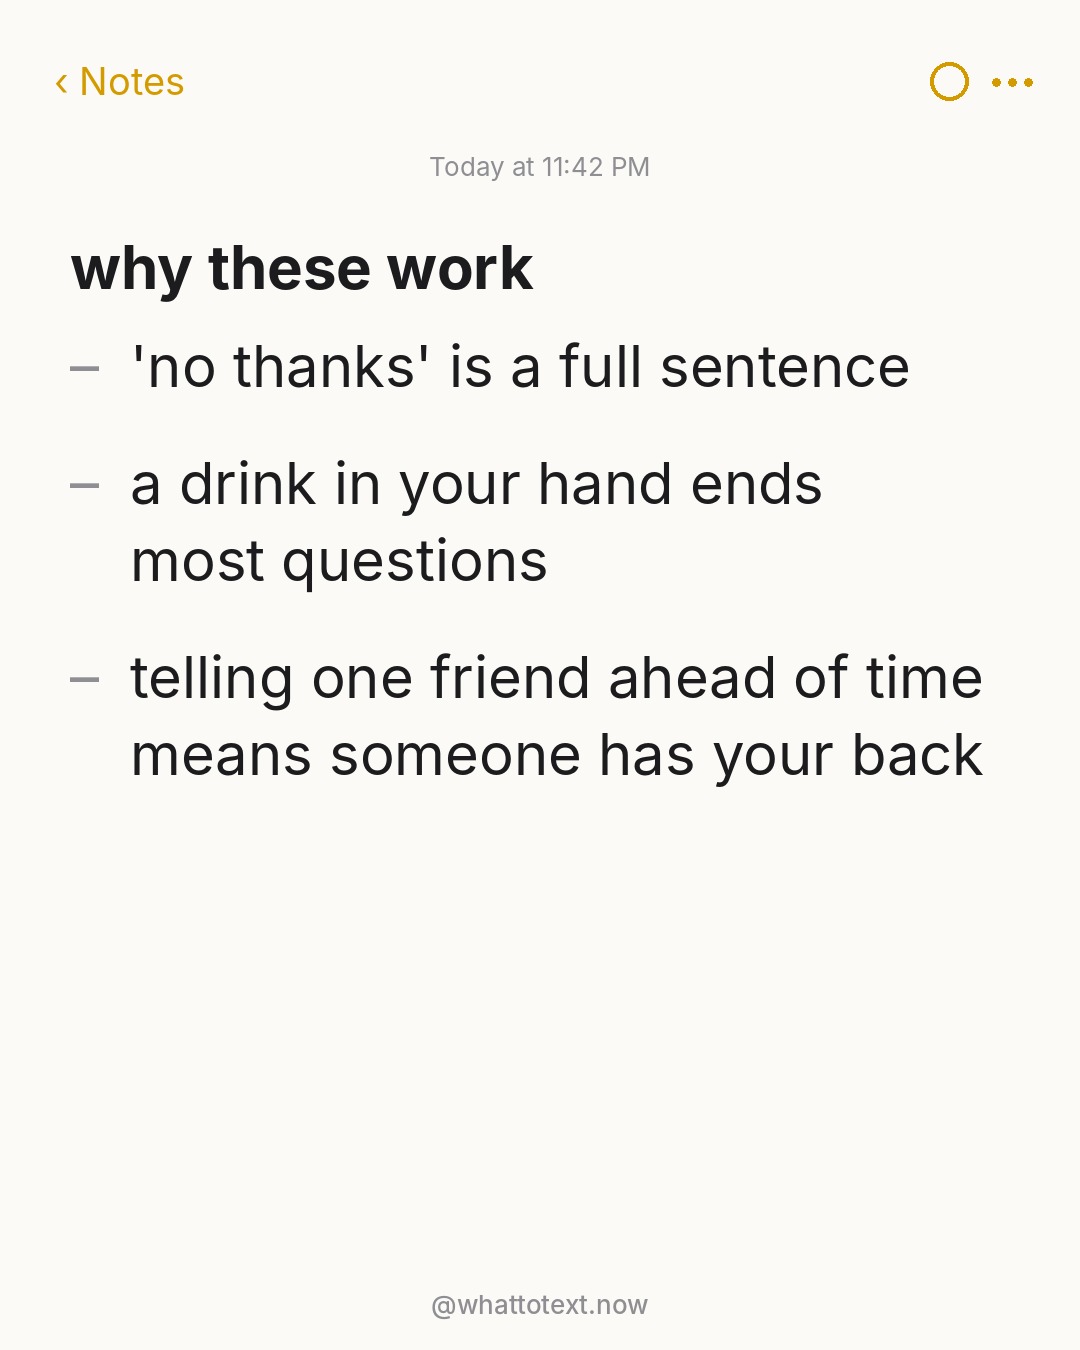 ‹ Notes
Today at 11:42 PM
why these work
– 'no thanks' is a full sentence
– a drink in your hand ends
most questions
– telling one friend ahead of time
means someone has your back
@whattotext.now